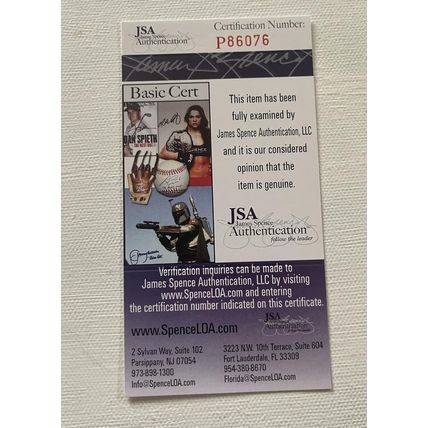 JSA
James Spence
Authentication
Certification Number:
P86076
Basic Cert
DAN SPIETH
This item has been
fully examined by
James Spence Authentication, LLC
and it is our considered
opinion that the
item is genuine.
JSA
James Spence
Authentication
follow the leader
Verification inquiries can be made to
James Spence Authentication, LLC by visiting
www.SpenceLOA.com and entering
the certification number indicated on this certificate.
www.SpenceLOA.com
JSA
Authentication
2 Sylvan Way, Suite 102
Parsippany, NJ 07054
973-898-1300
Info@SpenceLOA.com
3223 N.W. 10th Terrace, Suite 604
Fort Lauderdale, FL 33309
954-380-8670
Florida@SpenceLOA.com